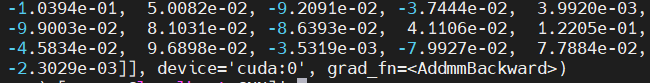 -1.0394e-01, 5.0082e-02, -9.2091e-02, -3.7444e-02, 3.9920e-03,
-9.9003e-02, 8.1031e-02, -8.6393e-02, 4.1106e-02, 1.2205e-01,
-4.5834e-02, 9.6898e-02, -3.5319e-03, -7.9927e-02, 7.7884e-02,
-2.3029e-03]], device='cuda:0', grad_fn=<AddmmBackward>)